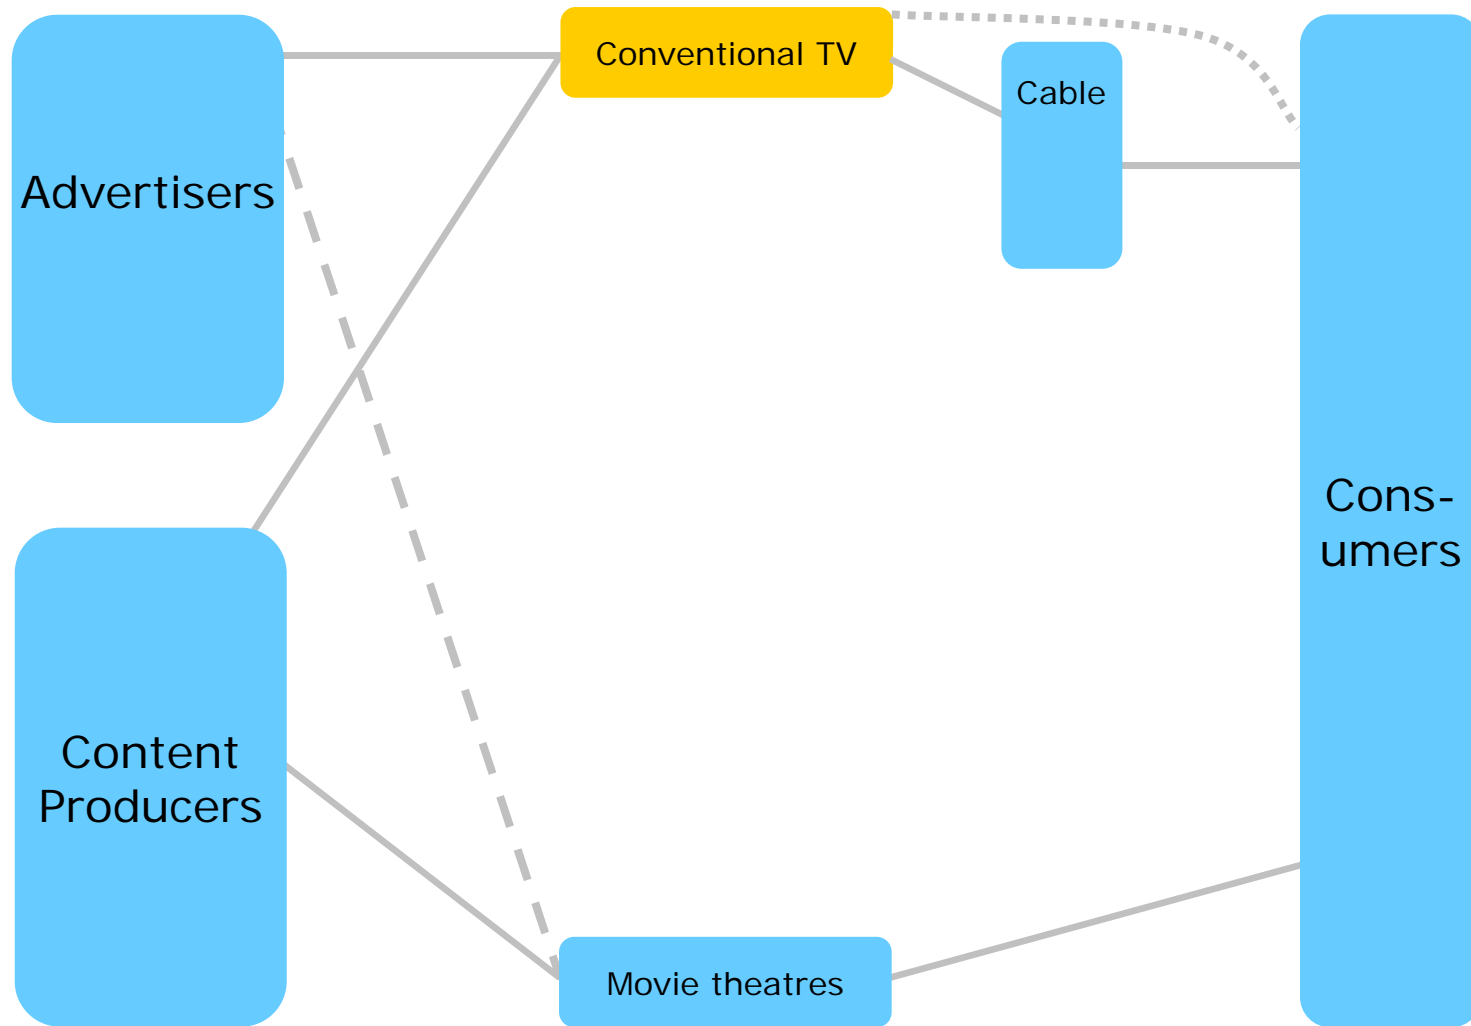 Conventional TV
Cable
Advertisers
Cons-
umers
Content
Producers
Movie theatres